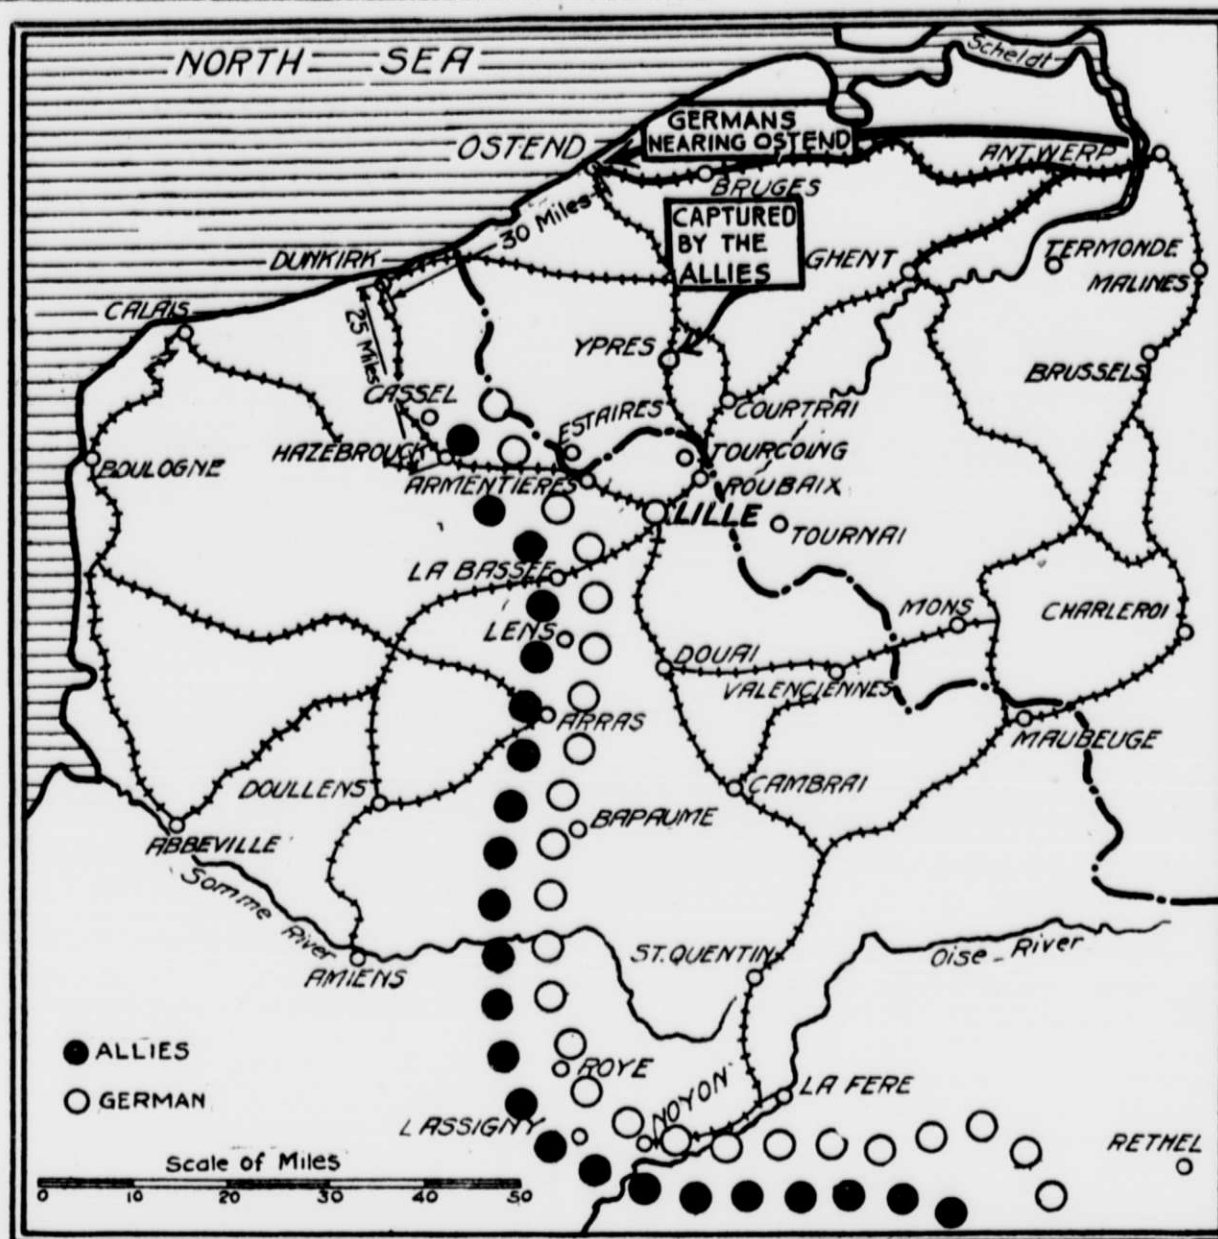 NORTH SEA
Scheldt
GERMANS
NEARING OSTEND
OSTEND
ANTWERP
BRUGES
30 Miles
CAPTURED
BY THE
ALLIES
DUNKIRK
GHENT
TERMONDE
MALINES
CALAIS
25 Miles
YPRES
BRUSSELS
CASSEL
ESTAIRES
COURTRAI
HAZEBROUCK
TOURCOING
BOULOGNE
ARMENTIERES
ROUBAIX
LILLE
TOURNAI
LA BASSEE
MONS
CHARLEROI
LENS
DOUAI
VALENCIENNES
ARRAS
MAUBEUGE
DOULLENS
CAMBRAI
BAPAUME
ABBEVILLE
Somme River
ST. QUENTIN
Oise River
AMIENS
ALLIES
ROYE
GERMAN
NOYON
LA FERE
LASSIGNY
RETHEL
Scale of Miles
0 10 20 30 40 50